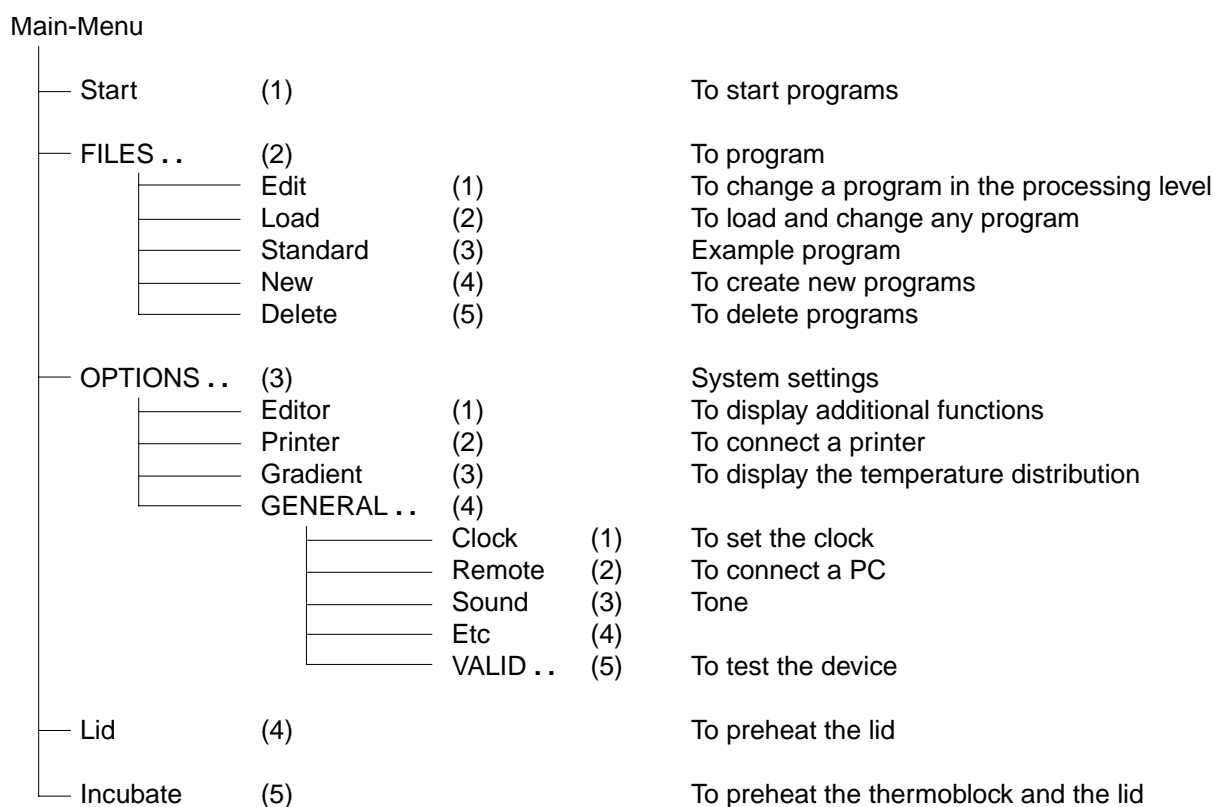 Main-Menu
Start (1) To start programs
FILES . . (2) To program
Edit (1) To change a program in the processing level
Load (2) To load and change any program
Standard (3) Example program
New (4) To create new programs
Delete (5) To delete programs
OPTIONS . . (3) System settings
Editor (1) To display additional functions
Printer (2) To connect a printer
Gradient (3) To display the temperature distribution
GENERAL . . (4)
Clock (1) To set the clock
Remote (2) To connect a PC
Sound (3) Tone
Etc (4)
VALID . . (5) To test the device
Lid (4) To preheat the lid
Incubate (5) To preheat the thermoblock and the lid